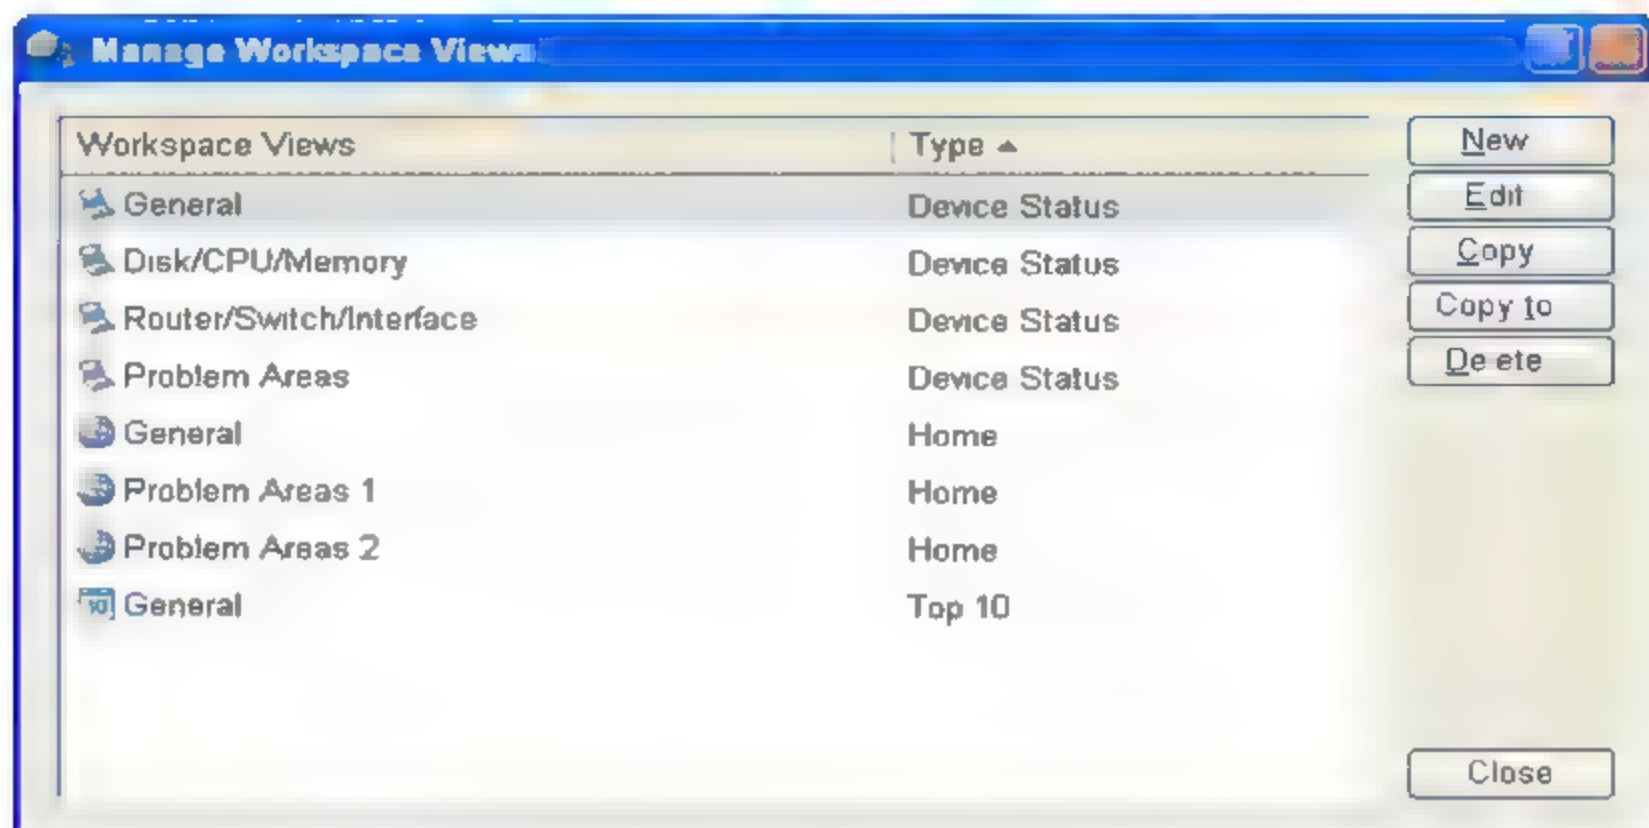 Manage Workspace Views
Workspace Views Type
General Device Status
Disk/CPU/Memory Device Status
Router/Switch/Interface Device Status
Problem Areas Device Status
General Home
Problem Areas 1 Home
Problem Areas 2 Home
10 General Top 10
New
Edit
Copy
Copy to
Delete
Close